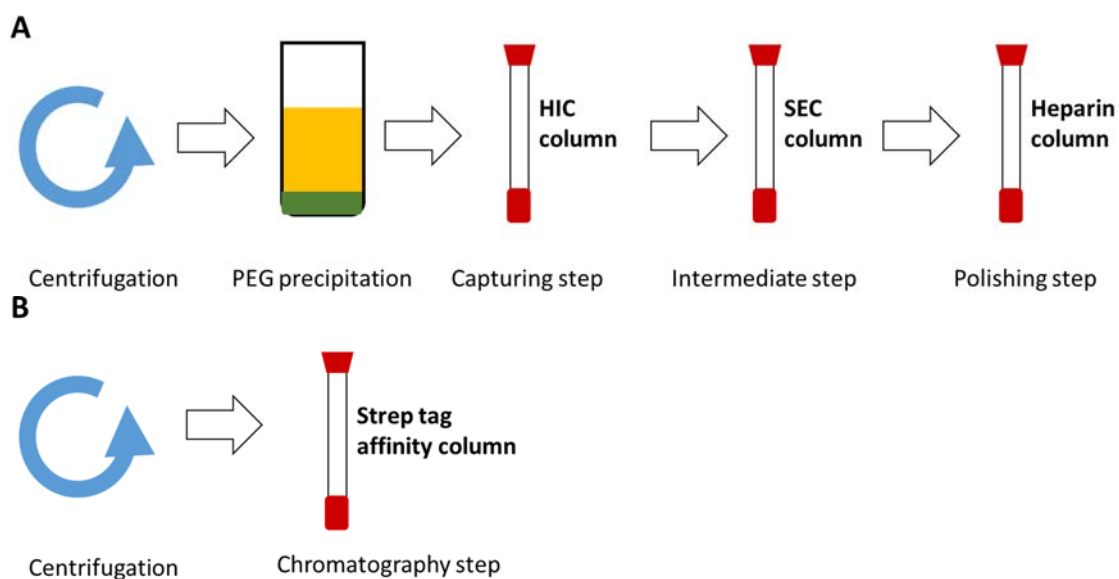 A
HIC
column
SEC
column
Heparin
column
Centrifugation
PEG precipitation
Capturing step
Intermediate step
Polishing step
B
Strep tag
affinity column
Centrifugation
Chromatography step